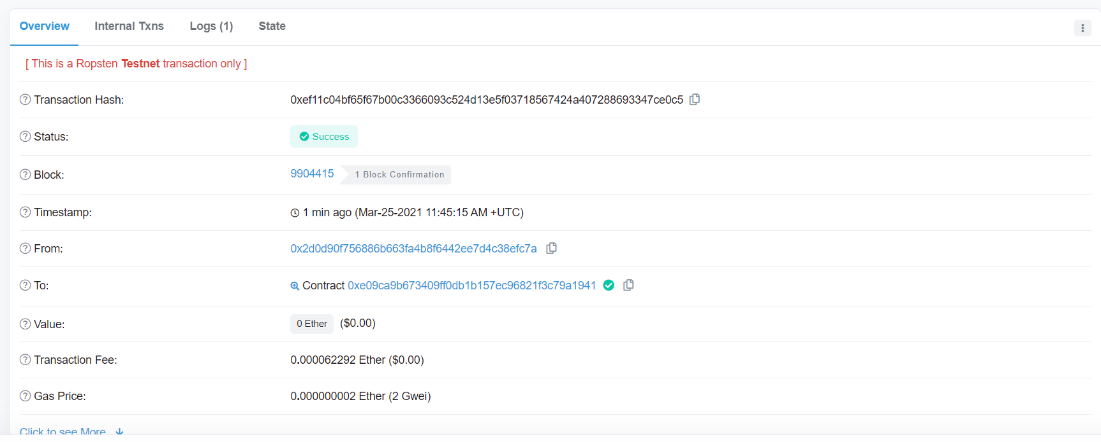 Overview Internal Txns Logs (1) State
[ This is a Ropsten Testnet transaction only ]
Transaction Hash: 0xef11c04bf65f67b00c3366093c524d13e5f03718567424a407288693347ce0c5
Status: Success
Block: 9904415 1 Block Confirmation
Timestamp: 1 min ago (Mar-25-2021 11:45:15 AM +UTC)
From: 0x2d0d90f756886b663fa4b8f6442ee7d4c38efc7a
To: Contract 0xe09ca9b673409ff0db1b157ec96821f3c79a1941
Value: 0 Ether ($0.00)
Transaction Fee: 0.000062292 Ether ($0.00)
Gas Price: 0.000000002 Ether (2 Gwei)
Click to see More